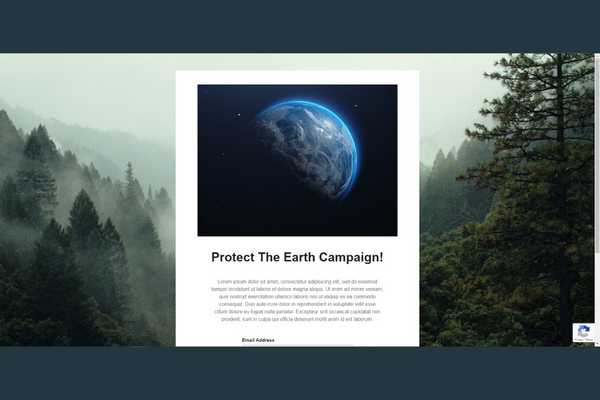 Protect The Earth Campaign!
Lorem ipsum dolor sit amet, consectetur adipiscing elit, sed do eiusmod
tempor incididunt ut labore et dolore magna aliqua. Ut enim ad minim veniam,
quis nostrud exercitation ullamco laboris nisi ut aliquip ex ea commodo
consequat. Duis aute irure dolor in reprehenderit in voluptate velit esse
cillum dolore eu fugiat nulla pariatur. Excepteur sint occaecat cupidatat non
proident, sunt in culpa qui officia deserunt mollit anim id est laborum.
Email Address